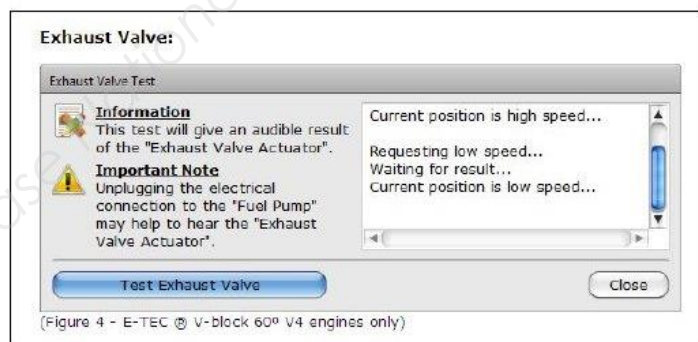 Exhaust Valve:
Exhaust Valve Test
Information
This test will give an audible result
of the "Exhaust Valve Actuator".
Important Note
Unplugging the electrical
connection to the "Fuel Pump"
may help to hear the "Exhaust
Valve Actuator".
Current position is high speed...
Requesting low speed...
Waiting for result...
Current position is low speed...
Test Exhaust Valve
Close
(Figure 4 - E-TEC ® V-block 60º V4 engines only)